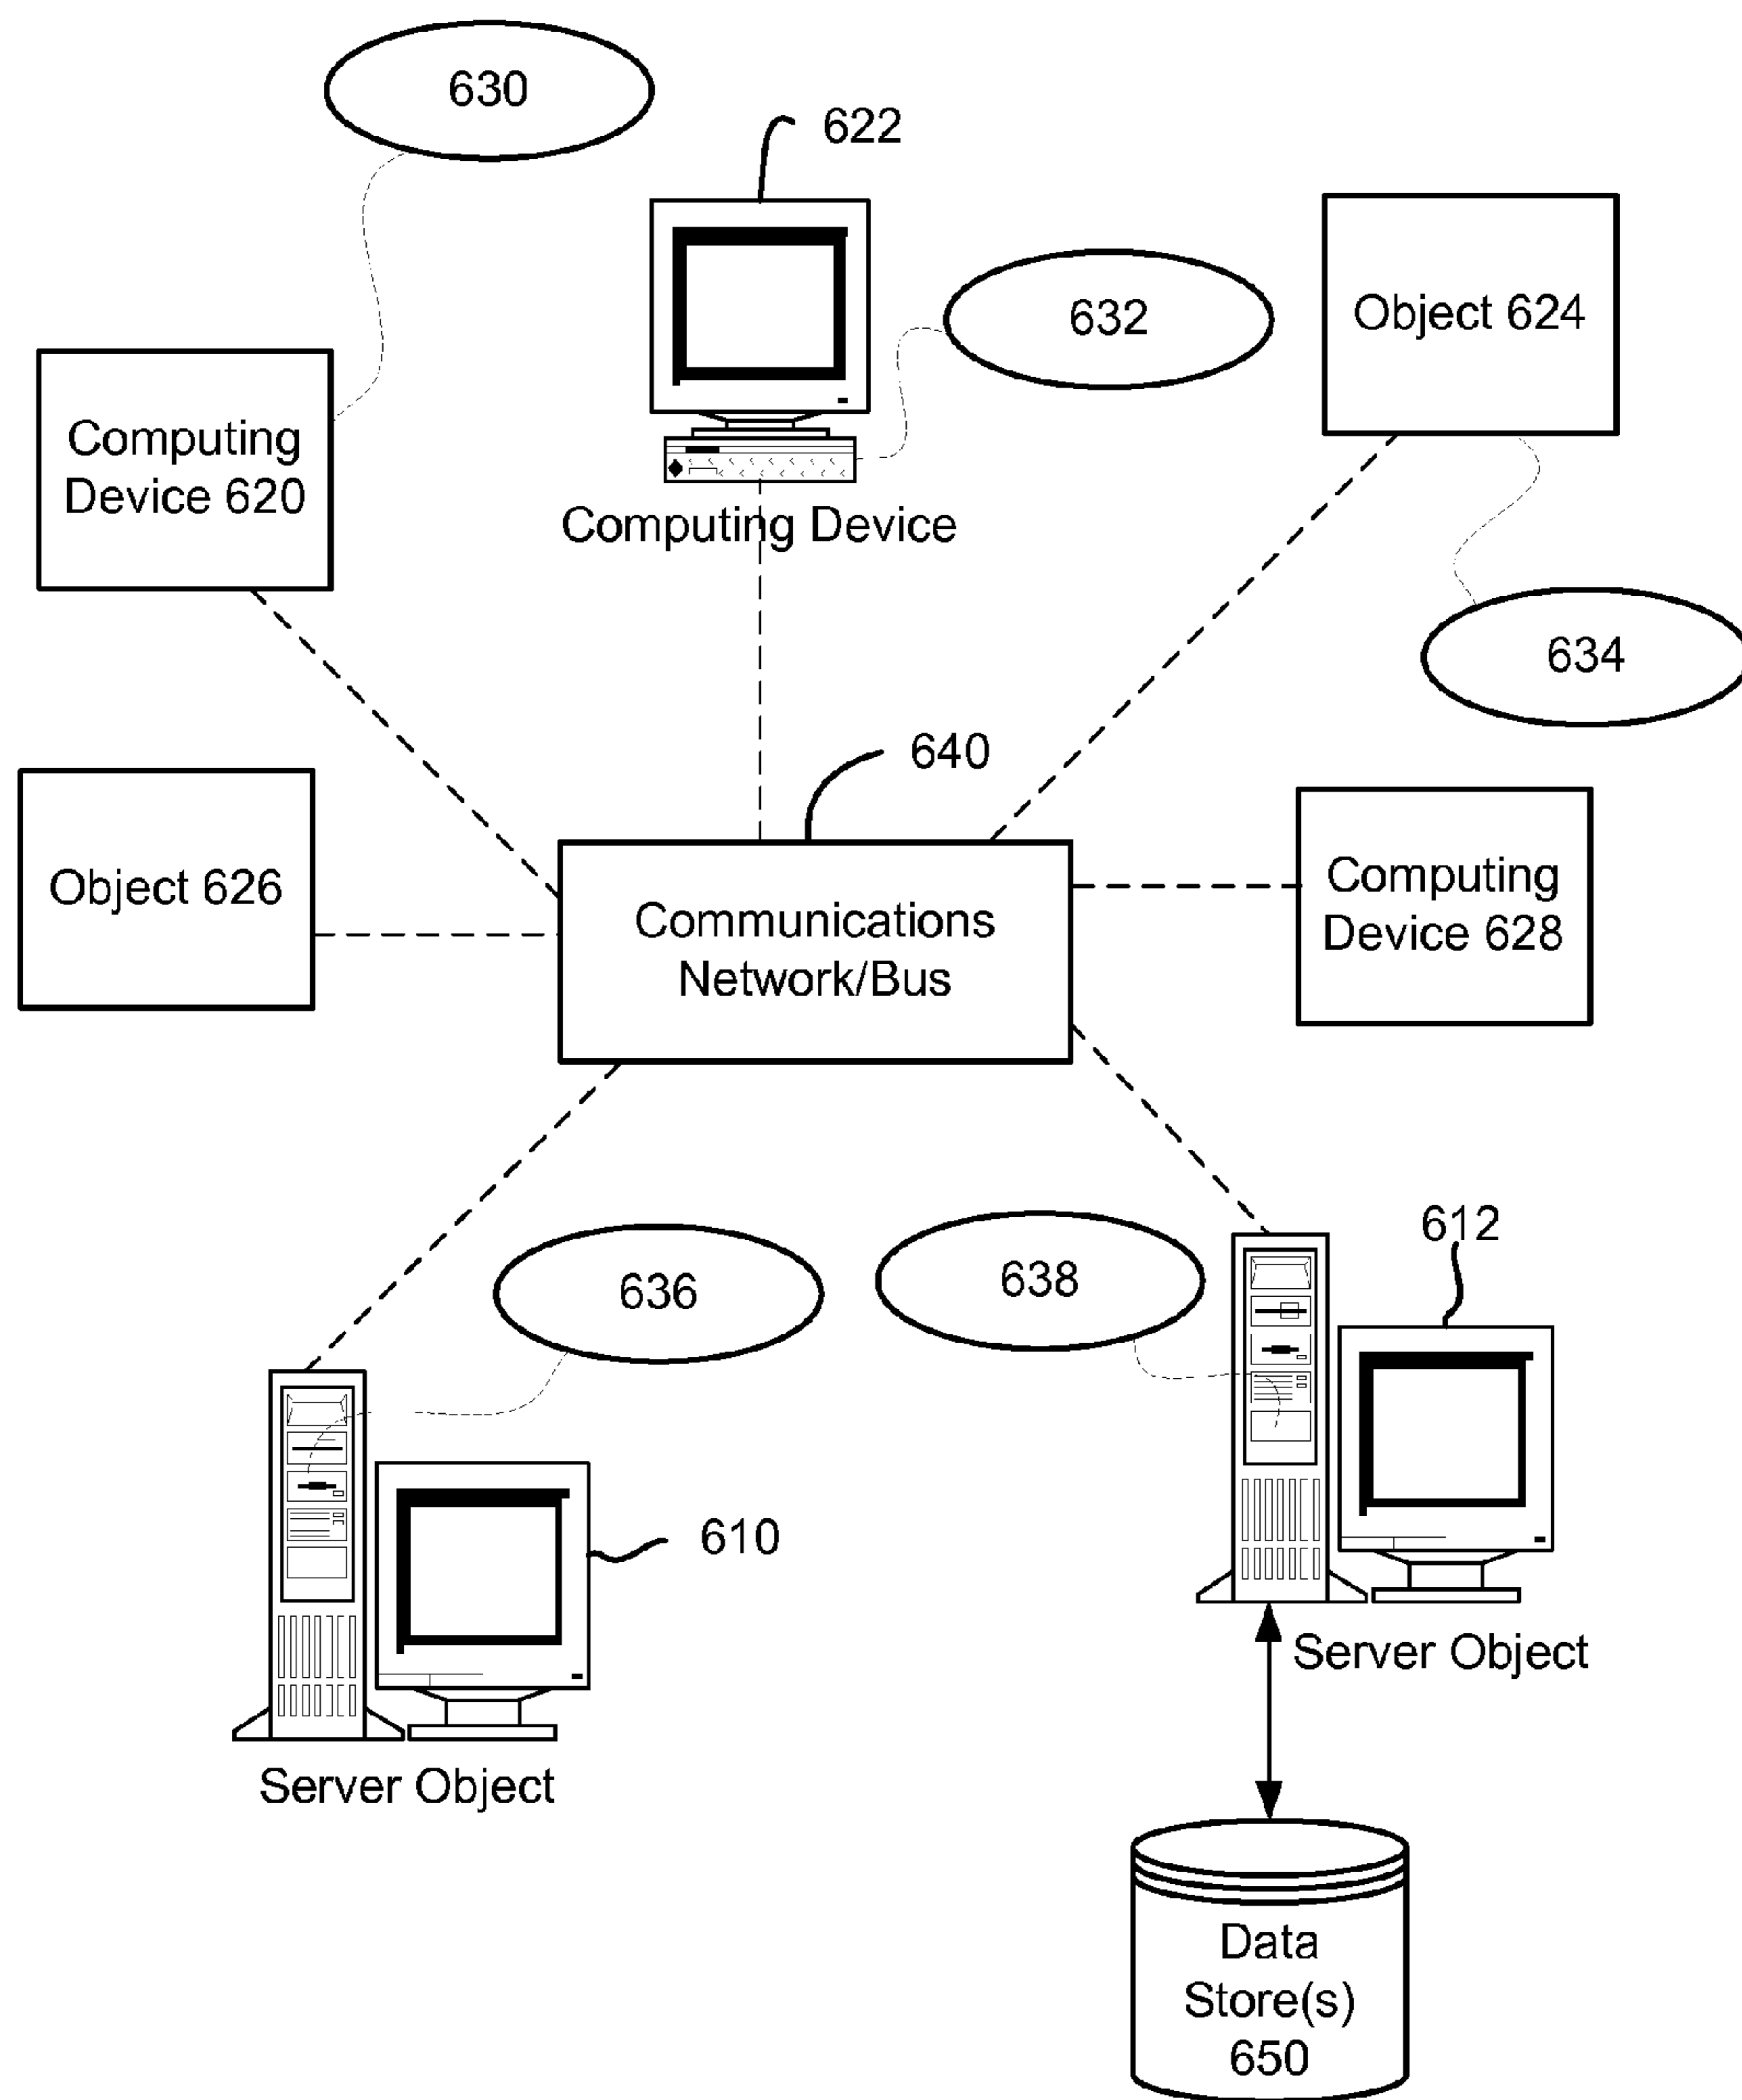 630
622
632
Object 624
Computing
Device 620
Computing Device
634
640
Object 626
Communications
Network/Bus
Computing
Device 628
636
638
612
610
Server Object
Server Object
Data
Store(s)
650